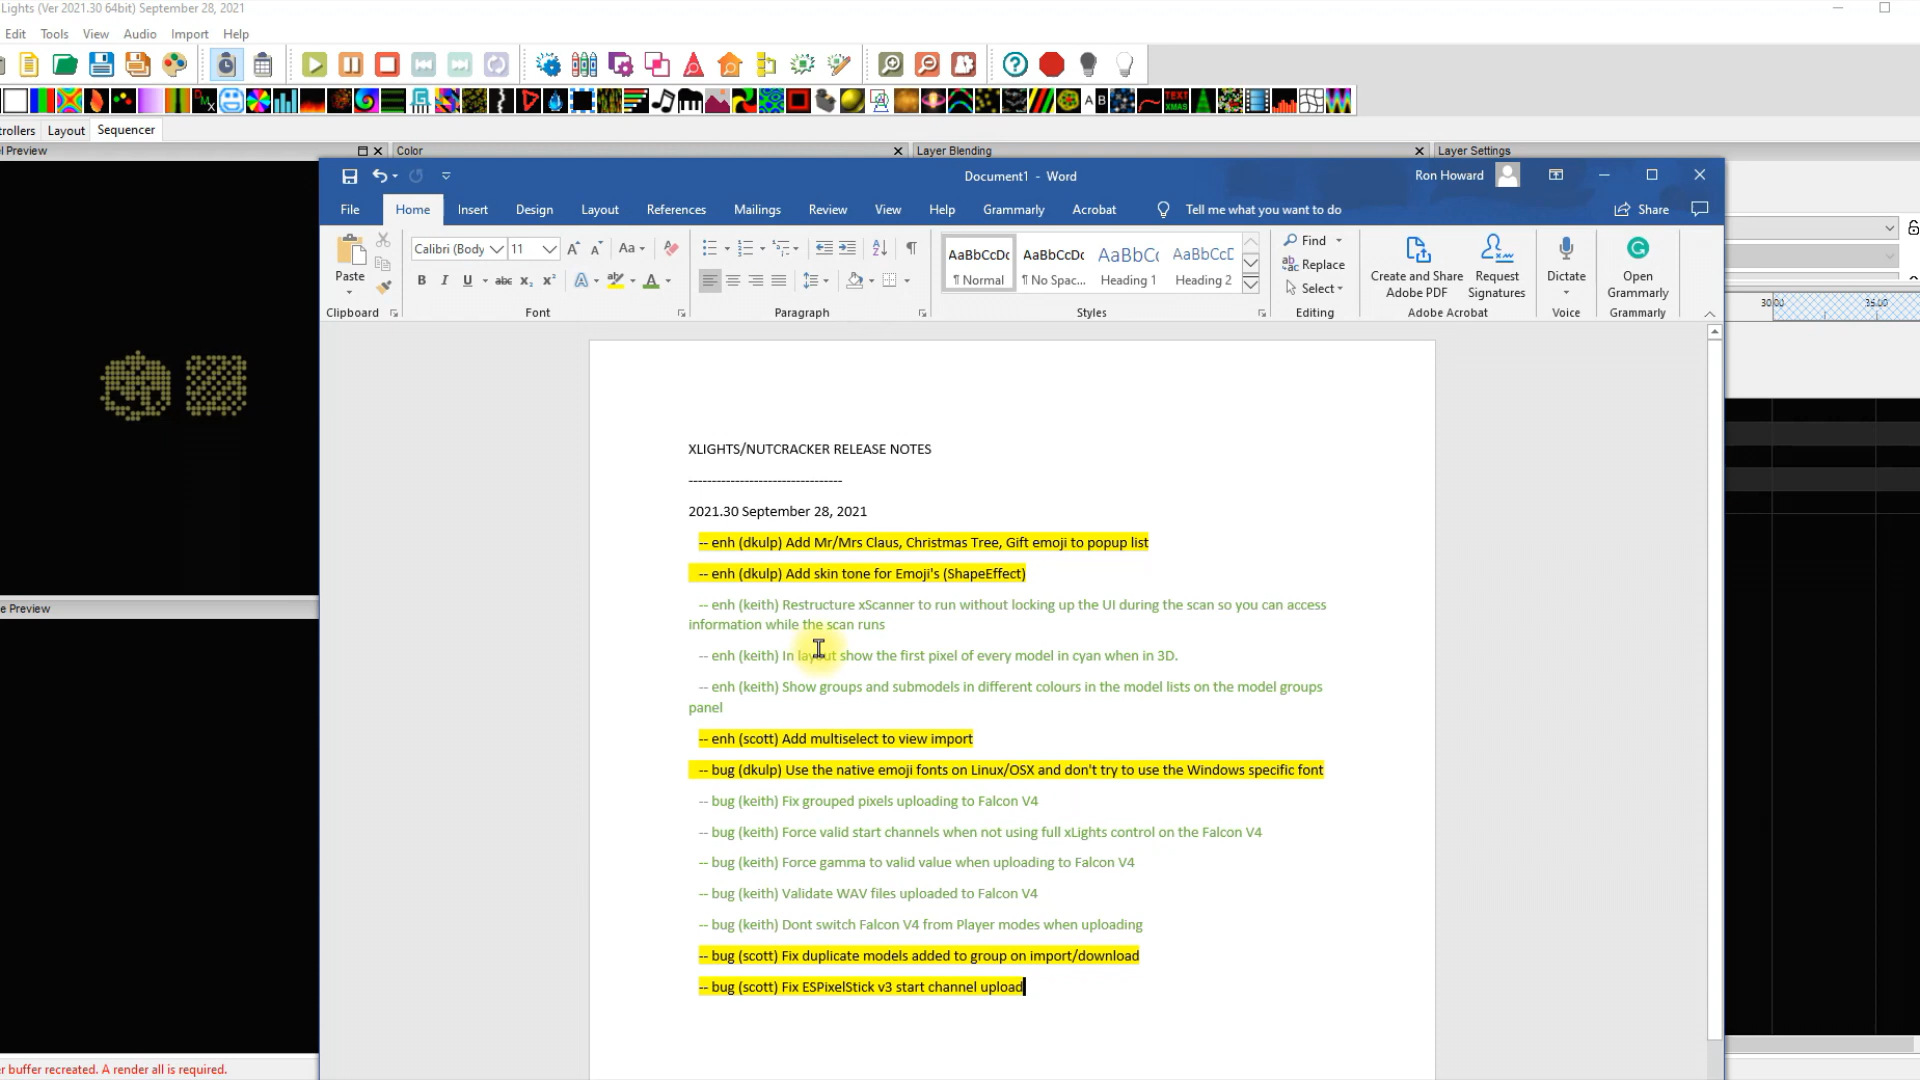 Lights (Ver 2021.30 64bit) September 28, 2021
Edit Tools View Audio Import Help
trollers Layout Sequencer
l Preview Color Layer Blending Layer Settings
Document1 - Word Ron Howard
File Home Insert Design Layout References Mailings Review View Help Grammarly Acrobat Tell me what you want to do Share
Calibri (Body 11 Aa
Paste
AaBbCcDc AaBbCcDc AaBbCc AaBbCcD
¶ Normal ¶ No Spac... Heading 1 Heading 2
Find
Replace
Select
Create and Share Adobe PDF
Request Signatures
Dictate
Open Grammarly
Clipboard Font Paragraph Styles Editing Adobe Acrobat Voice Grammarly
30:00 35:00
XLIGHTS/NUTCRACKER RELEASE NOTES
---------------------------------
2021.30 September 28, 2021
-- enh (dkulp) Add Mr/Mrs Claus, Christmas Tree, Gift emoji to popup list
-- enh (dkulp) Add skin tone for Emoji's (ShapeEffect)
-- enh (keith) Restructure xScanner to run without locking up the UI during the scan so you can access
information while the scan runs
-- enh (keith) In layout show the first pixel of every model in cyan when in 3D.
-- enh (keith) Show groups and submodels in different colours in the model lists on the model groups
panel
-- enh (scott) Add multiselect to view import
-- bug (dkulp) Use the native emoji fonts on Linux/OSX and don't try to use the Windows specific font
-- bug (keith) Fix grouped pixels uploading to Falcon V4
-- bug (keith) Force valid start channels when not using full xLights control on the Falcon V4
-- bug (keith) Force gamma to valid value when uploading to Falcon V4
-- bug (keith) Validate WAV files uploaded to Falcon V4
-- bug (keith) Dont switch Falcon V4 from Player modes when uploading
-- bug (scott) Fix duplicate models added to group on import/download
-- bug (scott) Fix ESPixelStick v3 start channel upload
e Preview
r buffer recreated. A render all is required.